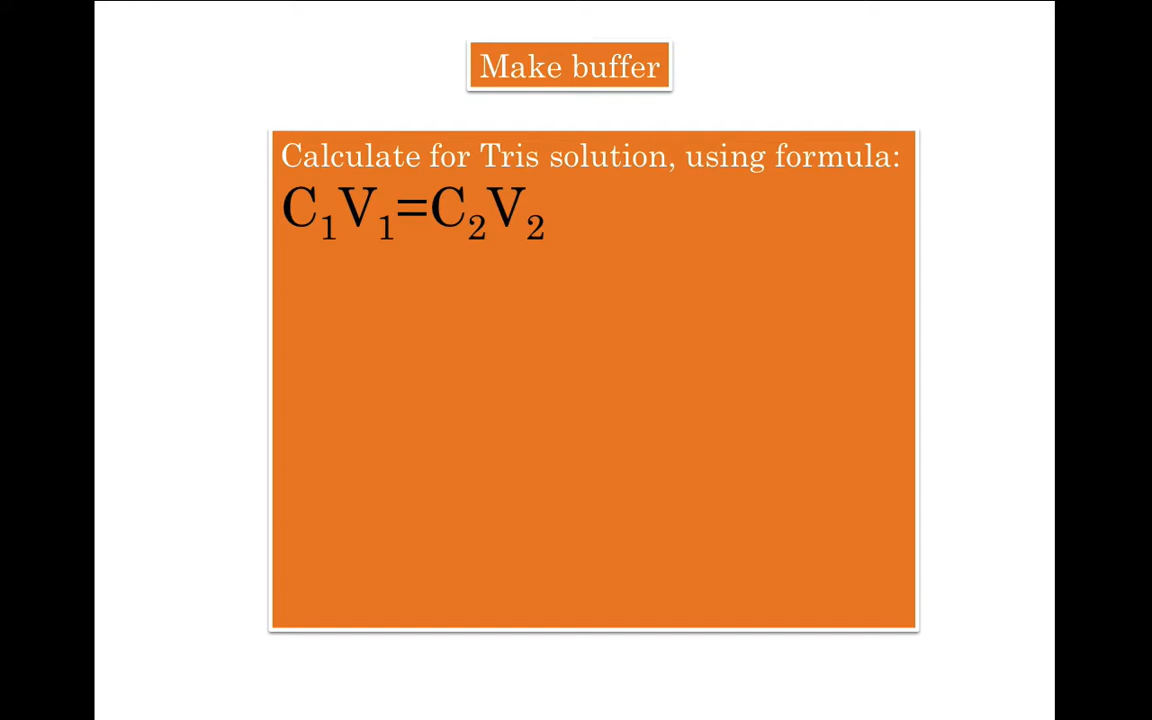 Make buffer
Calculate for Tris solution, using formula:
C₁V₁=C₂V₂